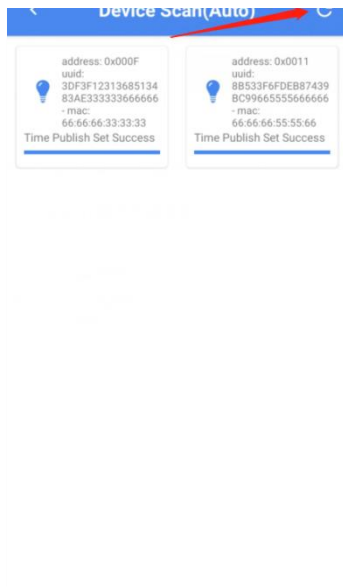 Device Scan(Auto)
address: 0x000F
uuid:
3DF3F12313685134
83AE333333666666
- mac:
66:66:66:33:33:33
Time Publish Set Success
address: 0x0011
uuid:
8B533F6FDEB87439
BC99665555666666
- mac:
66:66:66:55:55:66
Time Publish Set Success